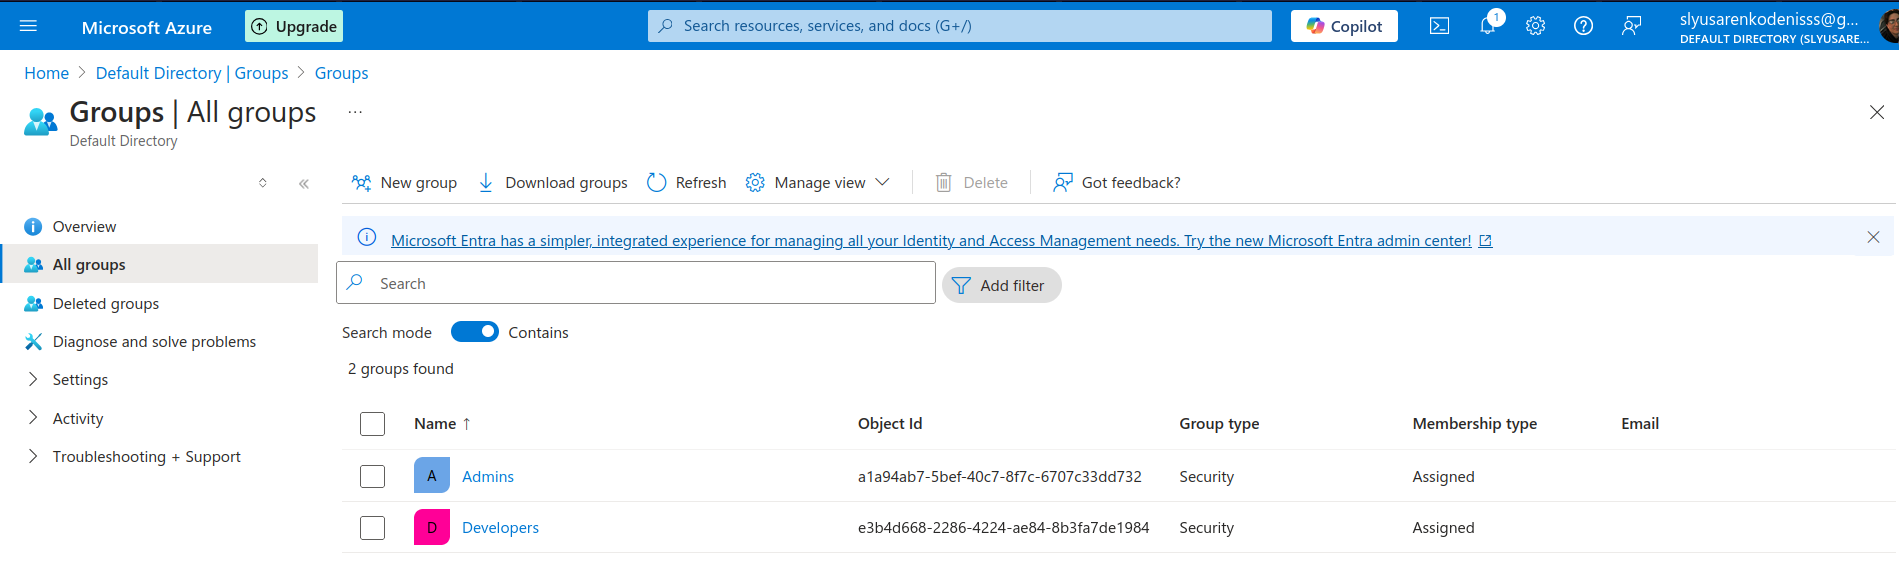 Microsoft Azure
Upgrade
Search resources, services, and docs (G+/)
Copilot
1
slyusarenkodenisss@g...
DEFAULT DIRECTORY (SLYUSARE...
Home > Default Directory | Groups > Groups
Groups | All groups ...
Default Directory
New group
Download groups
Refresh
Manage view
Delete
Got feedback?
Overview
All groups
Deleted groups
Diagnose and solve problems
Settings
Activity
Troubleshooting + Support
Microsoft Entra has a simpler, integrated experience for managing all your Identity and Access Management needs. Try the new Microsoft Entra admin center!
Search
Add filter
Search mode Contains
2 groups found
Name ↑ Object Id Group type Membership type Email
A Admins a1a94ab7-5bef-40c7-8f7c-6707c33dd732 Security Assigned
D Developers e3b4d668-2286-4224-ae84-8b3fa7de1984 Security Assigned